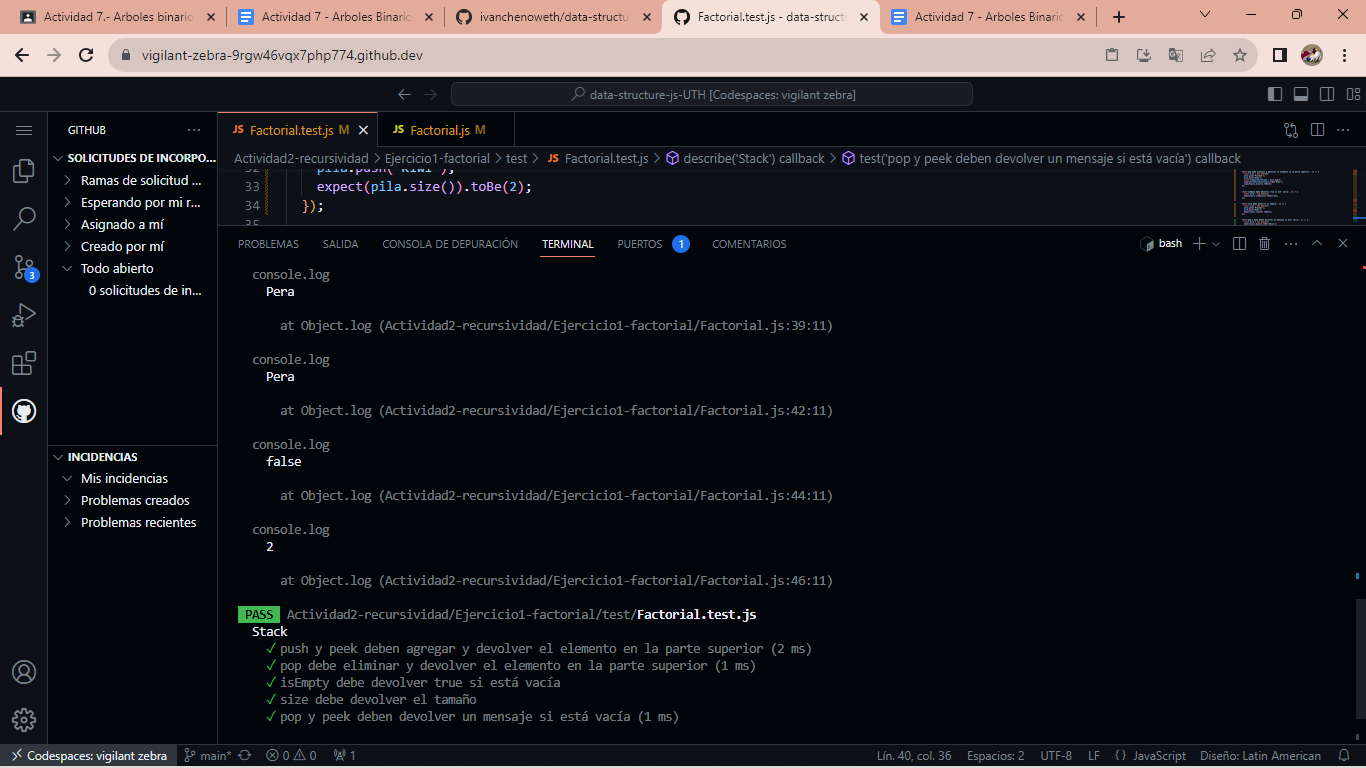 Actividad 7.- Arboles binario
Actividad 7 - Arboles Binario
ivanchenoweth/data-structu
Factorial.test.js - data-struct
Actividad 7 - Arboles Binario
vigilant-zebra-9rgw46vqx7php774.github.dev
data-structure-js-UTH [Codespaces: vigilant zebra]
GITHUB
SOLICITUDES DE INCORPO...
Ramas de solicitud ...
Esperando por mi r...
Asignado a mí
Creado por mí
Todo abierto
0 solicitudes de in...
3
INCIDENCIAS
Mis incidencias
Problemas creados
Problemas recientes
JS Factorial.test.js M
JS Factorial.js M
Actividad2-recursividad > Ejercicio1-factorial > test > JS Factorial.test.js > describe('Stack') callback > test('pop y peek deben devolver un mensaje si está vacía') callback
32 pila.push("Kiwi");
33 expect(pila.size()).toBe(2);
34 });
35
PROBLEMAS SALIDA CONSOLA DE DEPURACIÓN TERMINAL PUERTOS 1 COMENTARIOS
bash
console.log
Pera
at Object.log (Actividad2-recursividad/Ejercicio1-factorial/Factorial.js:39:11)
console.log
Pera
at Object.log (Actividad2-recursividad/Ejercicio1-factorial/Factorial.js:42:11)
console.log
false
at Object.log (Actividad2-recursividad/Ejercicio1-factorial/Factorial.js:44:11)
console.log
2
at Object.log (Actividad2-recursividad/Ejercicio1-factorial/Factorial.js:46:11)
PASS Actividad2-recursividad/Ejercicio1-factorial/test/Factorial.test.js
Stack
✓ push y peek deben agregar y devolver el elemento en la parte superior (2 ms)
✓ pop debe eliminar y devolver el elemento en la parte superior (1 ms)
✓ isEmpty debe devolver true si está vacía
✓ size debe devolver el tamaño
✓ pop y peek deben devolver un mensaje si está vacía (1 ms)
Codespaces: vigilant zebra main* 0 0 1 Lín. 40, col. 36 Espacios: 2 UTF-8 LF {} JavaScript Diseño: Latin American